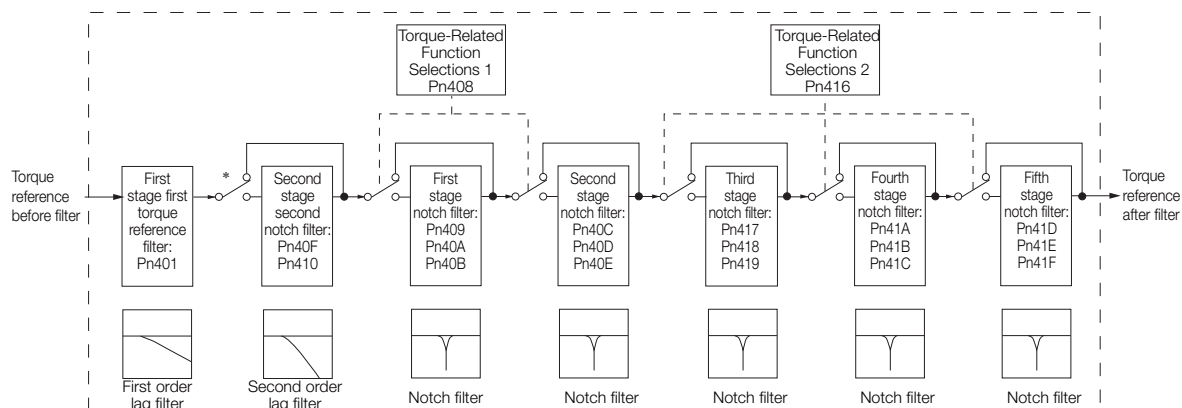 Torque-Related
Function
Selections 1
Pn408
Torque-Related
Function
Selections 2
Pn416
Torque
reference
before filter
First
stage first
torque
reference
filter:
Pn401
*
Second
stage
second
notch filter:
Pn40F
Pn410
First
stage
notch filter:
Pn409
Pn40A
Pn40B
Second
stage
notch filter:
Pn40C
Pn40D
Pn40E
Third
stage
notch filter:
Pn417
Pn418
Pn419
Fourth
stage
notch filter:
Pn41A
Pn41B
Pn41C
Fifth
stage
notch filter:
Pn41D
Pn41E
Pn41F
Torque
reference
after filter
First order
lag filter
Second order
lag filter
Notch filter
Notch filter
Notch filter
Notch filter
Notch filter